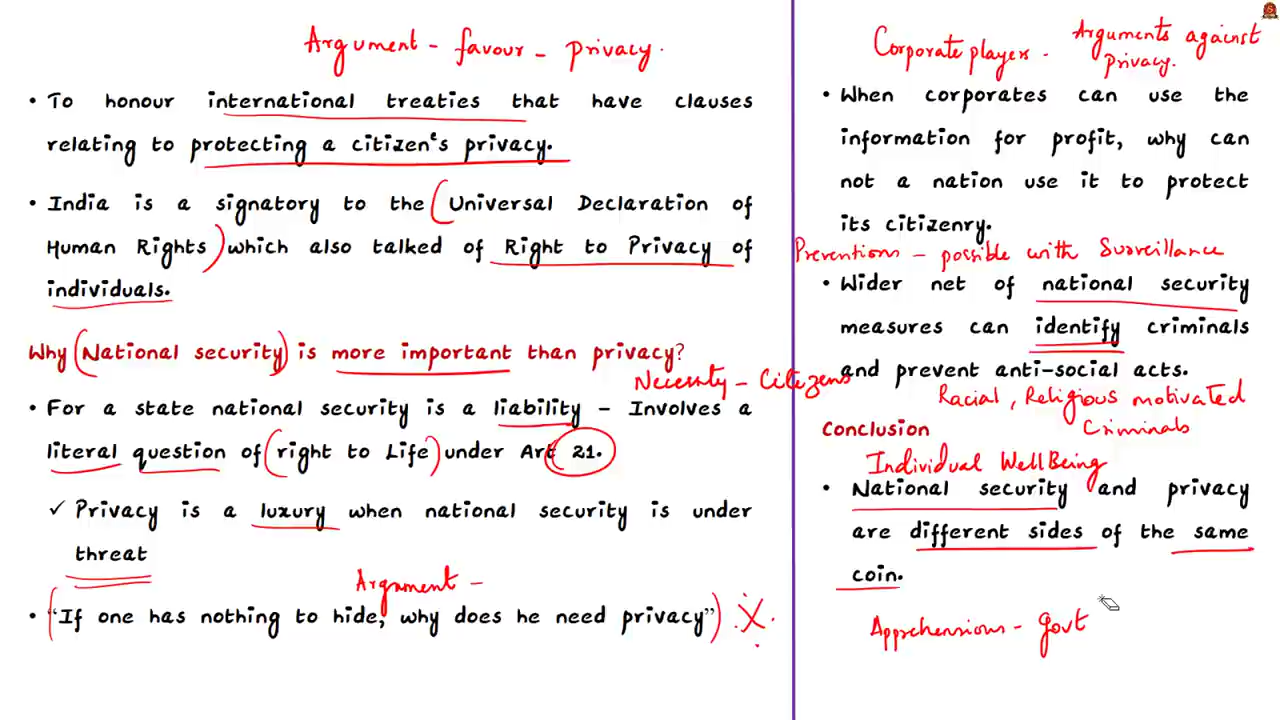 Argument - favour - privacy.
• To honour international treaties that have clauses
relating to protecting a citizen's privacy.
• India is a signatory to the (Universal Declaration of
Human Rights) which also talked of Right to Privacy of
individuals.
Why (National security) is more important than privacy?
Necessity - Citizens
• For a state national security is a liability – Involves a
literal question of (right to Life) under Art 21.
✓ Privacy is a luxury when national security is under
threat
Argument -
• ("If one has nothing to hide, why does he need privacy") X
Corporate players - Arguments against
privacy.
• When corporates can use the
information for profit, why can
not a nation use it to protect
its citizenry.
Preventions - possible with Surveillance
• Wider net of national security
measures can identify criminals
and prevent anti-social acts.
Racial, Religious motivated
Criminals
Conclusion
Individual WellBeing
• National security and privacy
are different sides of the same
coin.
Apprehensions - Govt